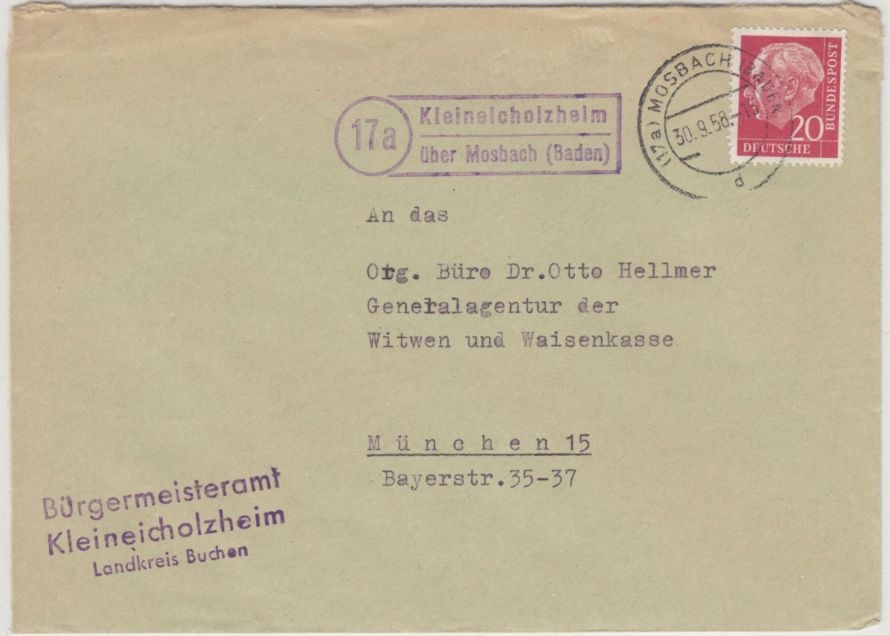 17a
Kleineicholzheim
über Mosbach (Baden)
(17a) MOSBACH (BADEN)
30.9.58.
d
20
DEUTSCHE
BUNDESPOST
An das
Org. Büro Dr.Otto Hellmer
Generalagentur der
Witwen und Waisenkasse
München 15
Bayerstr.35-37
Bürgermeisteramt
Kleineicholzheim
Landkreis Buchen